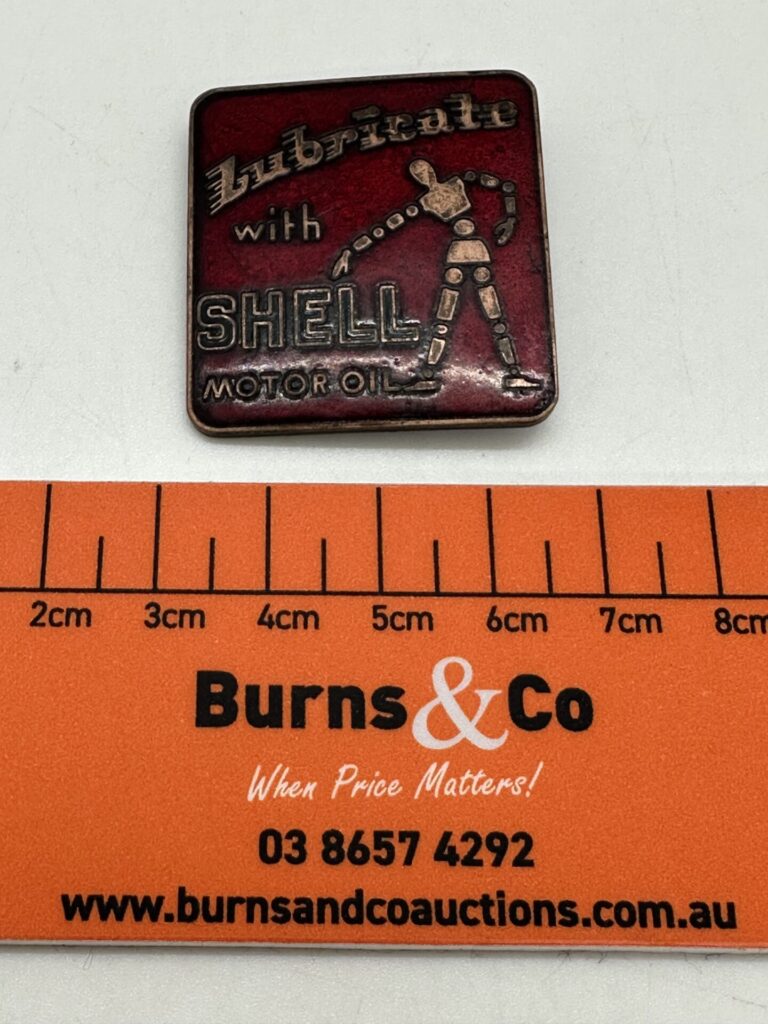 Lubricate
with
SHELL
MOTOR OIL
2cm 3cm 4cm 5cm 6cm 7cm 8cm
Burns&Co
When Price Matters!
03 8657 4292
www.burnsandcoauctions.com.au